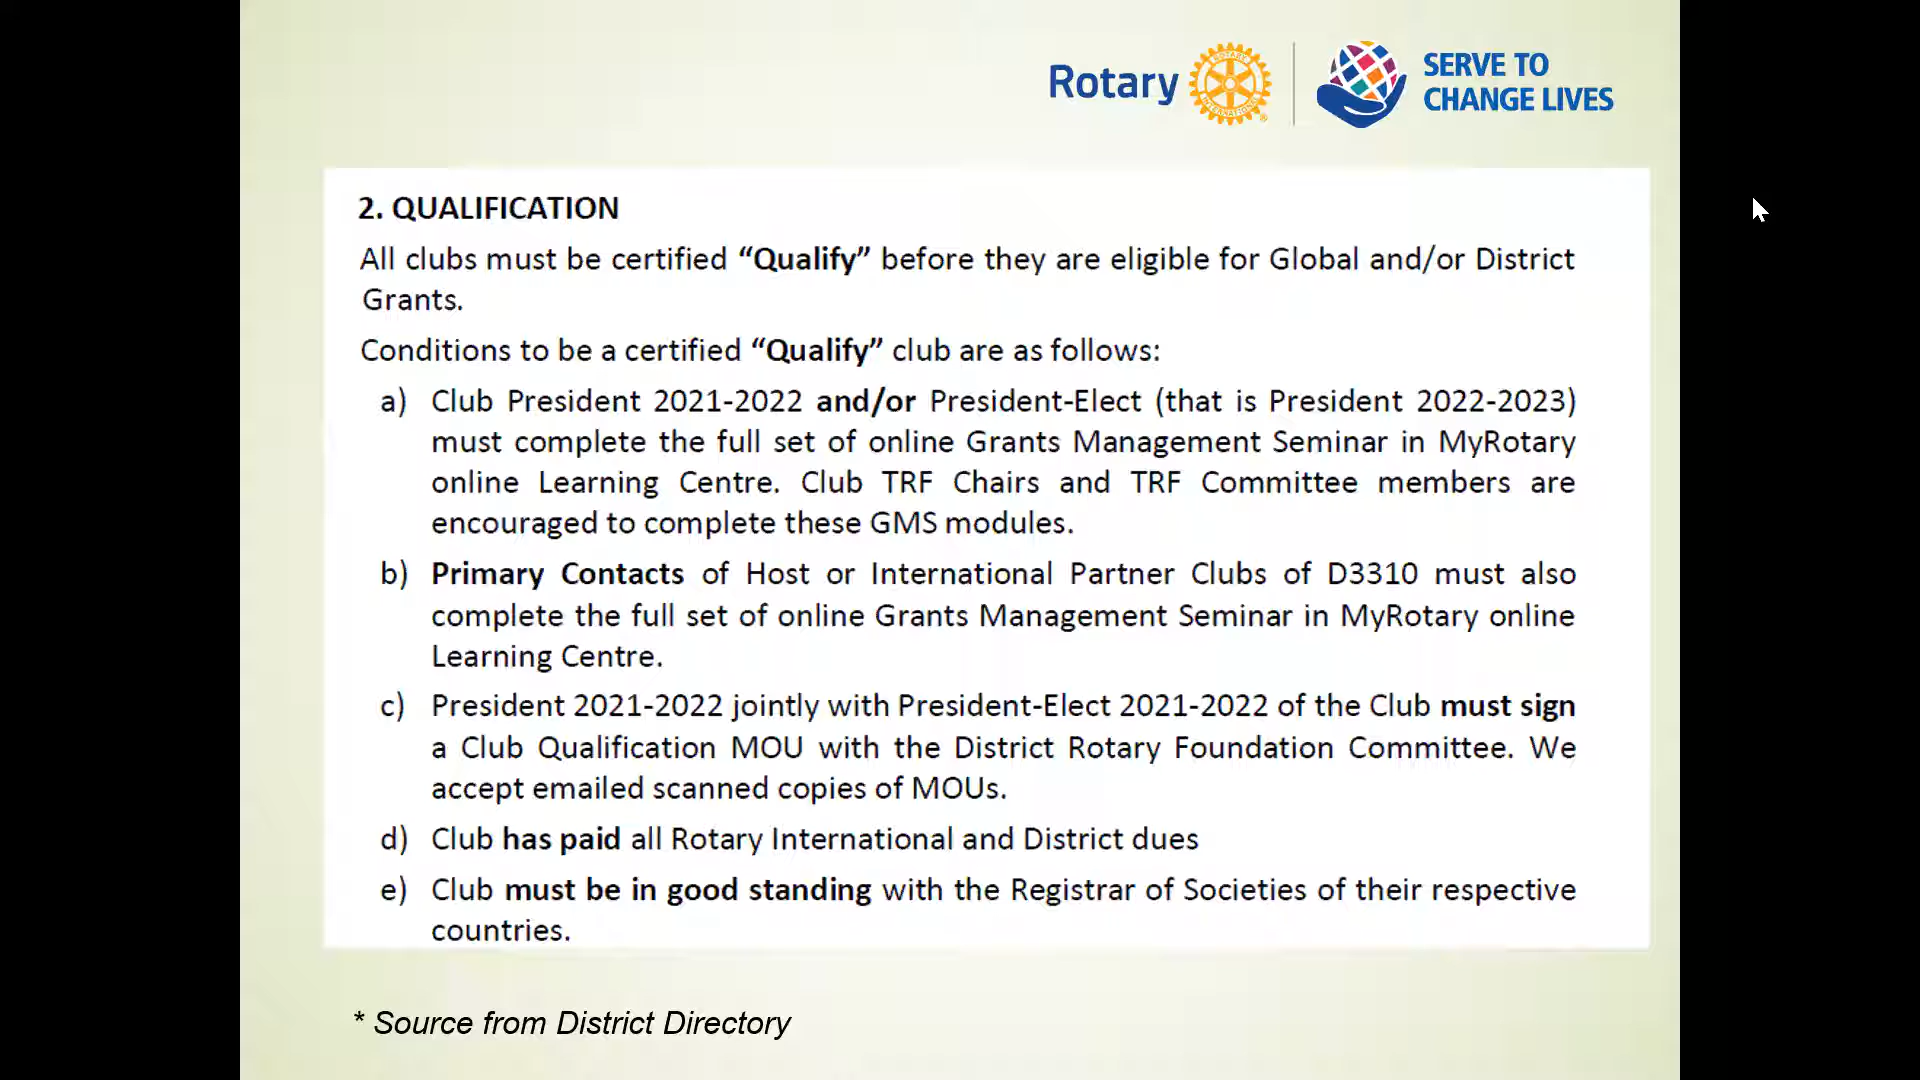 Rotary
ROTARY
INTERNATIONAL
SERVE TO
CHANGE LIVES
2. QUALIFICATION
All clubs must be certified “Qualify” before they are eligible for Global and/or District
Grants.
Conditions to be a certified “Qualify” club are as follows:
a) Club President 2021-2022 and/or President-Elect (that is President 2022-2023)
must complete the full set of online Grants Management Seminar in MyRotary
online Learning Centre. Club TRF Chairs and TRF Committee members are
encouraged to complete these GMS modules.
b) Primary Contacts of Host or International Partner Clubs of D3310 must also
complete the full set of online Grants Management Seminar in MyRotary online
Learning Centre.
c) President 2021-2022 jointly with President-Elect 2021-2022 of the Club must sign
a Club Qualification MOU with the District Rotary Foundation Committee. We
accept emailed scanned copies of MOUs.
d) Club has paid all Rotary International and District dues
e) Club must be in good standing with the Registrar of Societies of their respective
countries.
* Source from District Directory